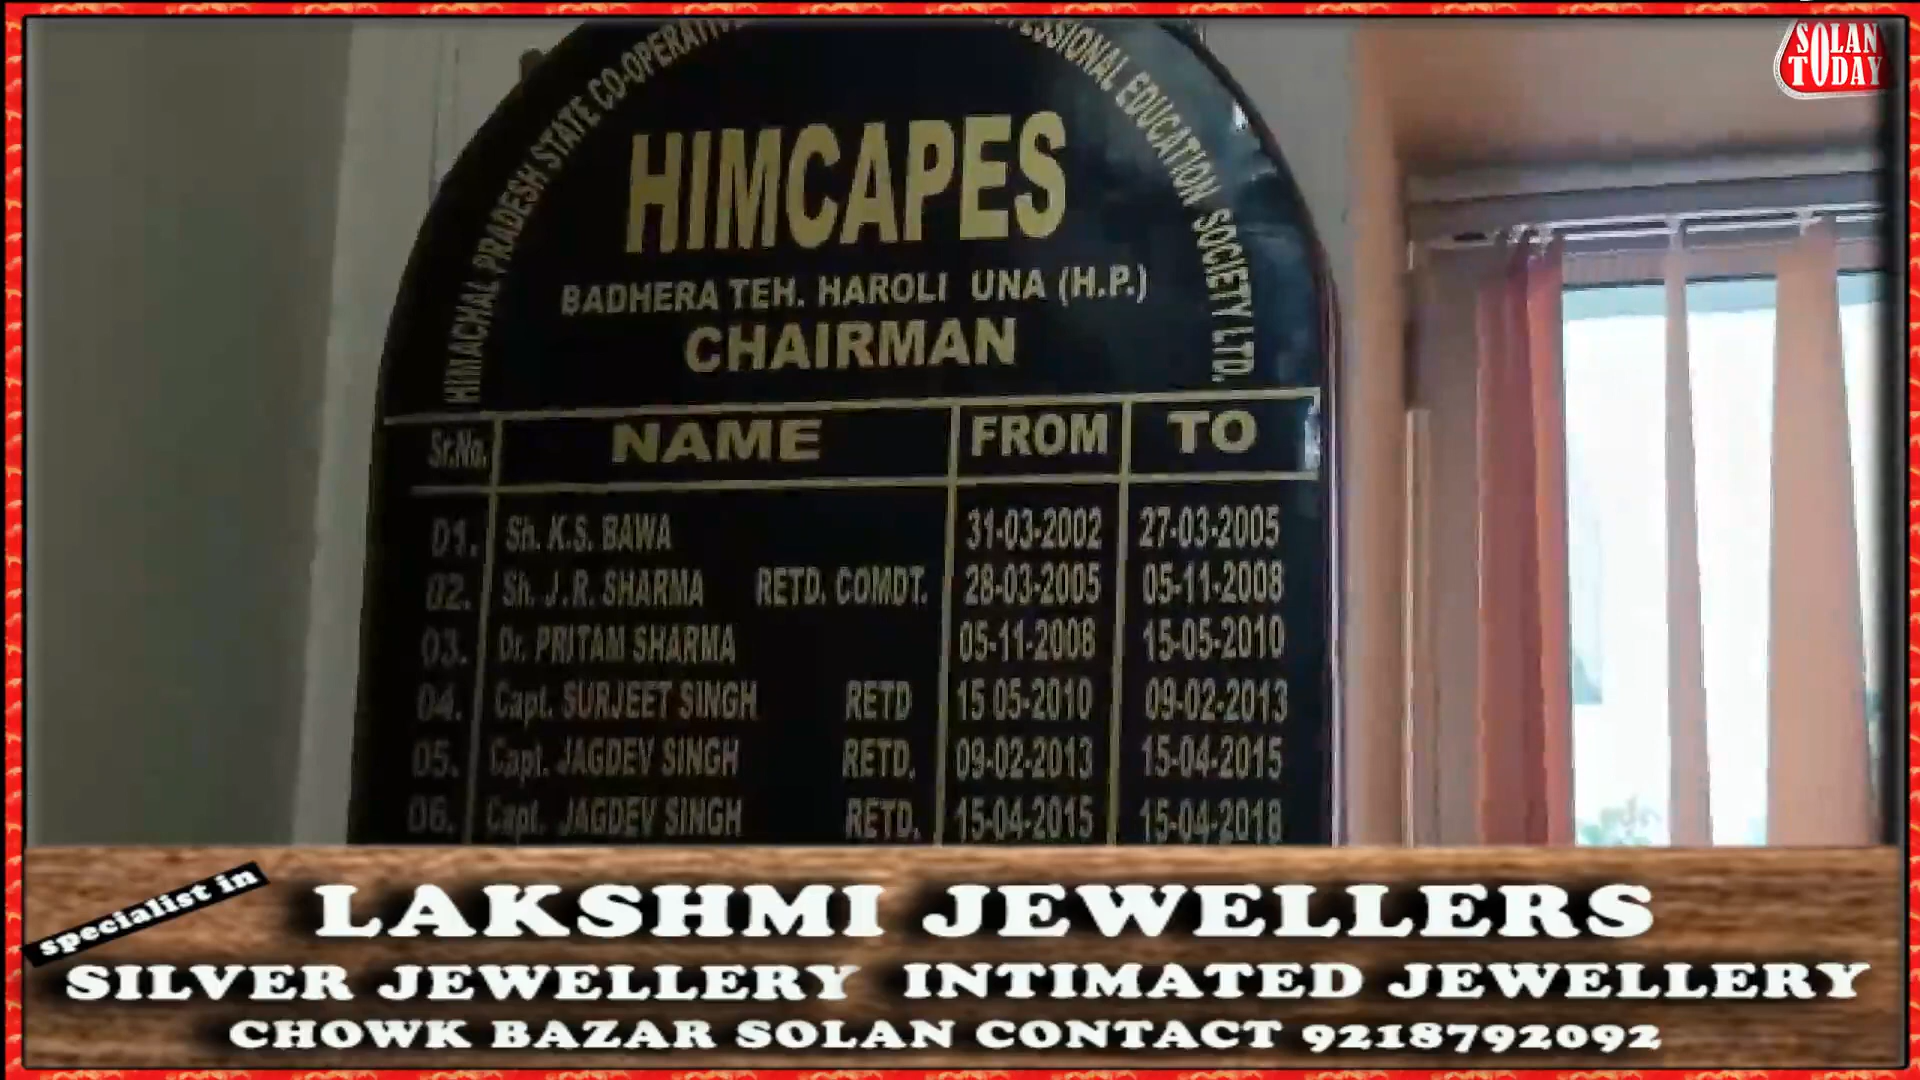 SOLAN
TODAY
HIMACHAL PRADESH STATE CO-OPERATIVE
ESSIONAL EDUCATION SOCIETY LTD.
HIMCAPES
BADHERA TEH. HAROLI UNA (H.P.)
CHAIRMAN
Sr.No. NAME FROM TO
01. Sh. K.S. BAWA 31-03-2002 27-03-2005
02. Sh. J.R. SHARMA RETD. COMDT. 28-03-2005 05-11-2008
03. Dr. PRITAM SHARMA 05-11-2008 15-05-2010
04. Capt. SURJEET SINGH RETD 15 05-2010 09-02-2013
05. Capt. JAGDEV SINGH RETD. 09-02-2013 15-04-2015
06. Capt. JAGDEV SINGH RETD. 15-04-2015 15-04-2018
specialist in
LAKSHMI JEWELLERS
SILVER JEWELLERY INTIMATED JEWELLERY
CHOWK BAZAR SOLAN CONTACT 9218792092